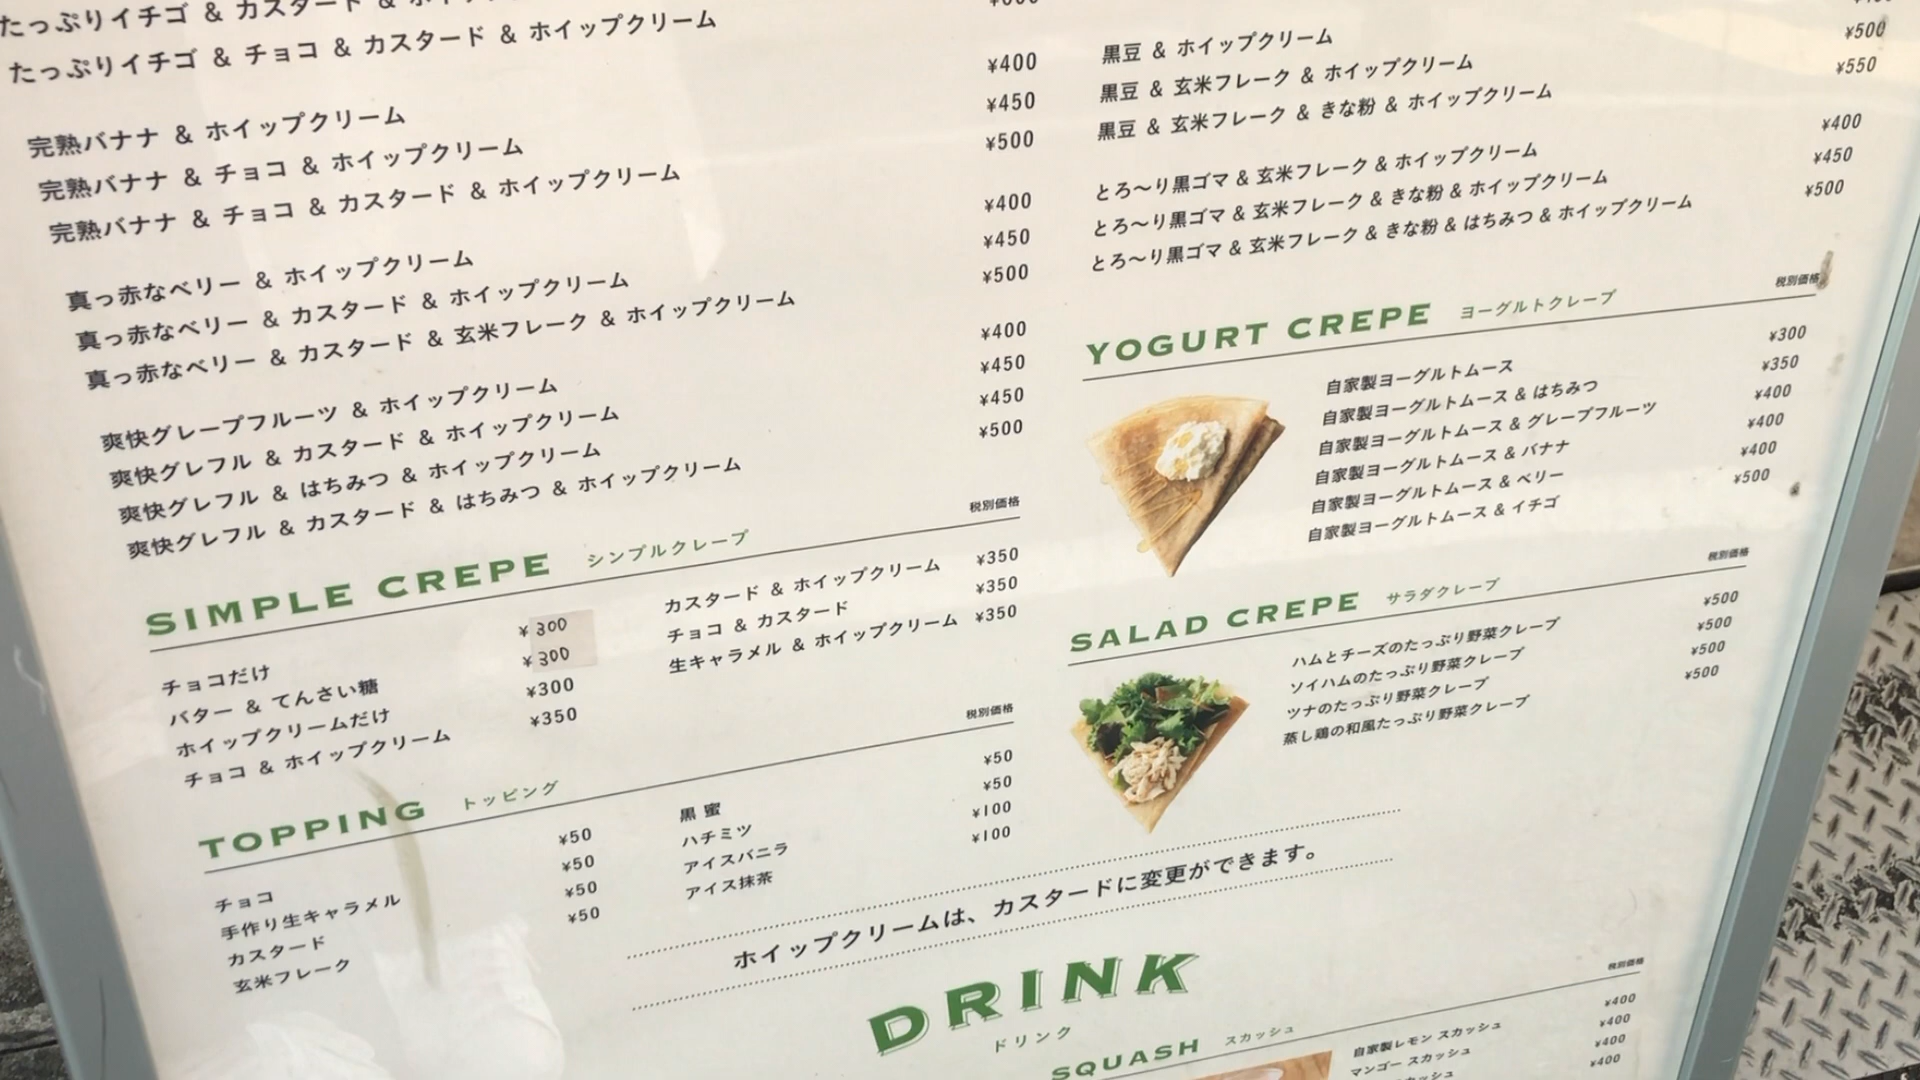 たっぷりイチゴ & カスタード &
たっぷりイチゴ & チョコ & カスタード & ホイップクリーム
完熟バナナ & ホイップクリーム ¥400
完熟バナナ & チョコ & ホイップクリーム ¥450
完熟バナナ & チョコ & カスタード & ホイップクリーム ¥500
真っ赤なベリー & ホイップクリーム ¥400
真っ赤なベリー & カスタード & ホイップクリーム ¥450
真っ赤なベリー & カスタード & 玄米フレーク & ホイップクリーム ¥500
爽快グレープフルーツ & ホイップクリーム ¥400
爽快グレフル & カスタード & ホイップクリーム ¥450
爽快グレフル & はちみつ & ホイップクリーム ¥450
爽快グレフル & カスタード & はちみつ & ホイップクリーム ¥500
SIMPLE CREPE シンプルクレープ 税別価格
チョコだけ ¥300
バター & てんさい糖 ¥300
ホイップクリームだけ ¥300
チョコ & ホイップクリーム ¥350
カスタード & ホイップクリーム ¥350
チョコ & カスタード ¥350
生キャラメル & ホイップクリーム ¥350
TOPPING トッピング 税別価格
チョコ ¥50
手作り生キャラメル ¥50
カスタード ¥50
玄米フレーク ¥50
黒蜜 ¥50
ハチミツ ¥50
アイスバニラ ¥100
アイス抹茶 ¥100
黒豆 & ホイップクリーム
黒豆 & 玄米フレーク & ホイップクリーム ¥500
黒豆 & 玄米フレーク & きな粉 & ホイップクリーム ¥550
とろ〜り黒ゴマ & 玄米フレーク & ホイップクリーム ¥400
とろ〜り黒ゴマ & 玄米フレーク & きな粉 & ホイップクリーム ¥450
とろ〜り黒ゴマ & 玄米フレーク & きな粉 & はちみつ & ホイップクリーム ¥500
YOGURT CREPE ヨーグルトクレープ 税別価格
自家製ヨーグルトムース ¥300
自家製ヨーグルトムース & はちみつ ¥350
自家製ヨーグルトムース & グレープフルーツ ¥400
自家製ヨーグルトムース & バナナ ¥400
自家製ヨーグルトムース & ベリー ¥400
自家製ヨーグルトムース & イチゴ ¥500
SALAD CREPE サラダクレープ 税別価格
ハムとチーズのたっぷり野菜クレープ ¥500
ソイハムのたっぷり野菜クレープ ¥500
ツナのたっぷり野菜クレープ ¥500
蒸し鶏の和風たっぷり野菜クレープ ¥500
ホイップクリームは、カスタードに変更ができます。
DRINK
ドリンク
SQUASH スカッシュ 税別価格
自家製レモン スカッシュ ¥400
マンゴー スカッシュ ¥400
¥400
¥400